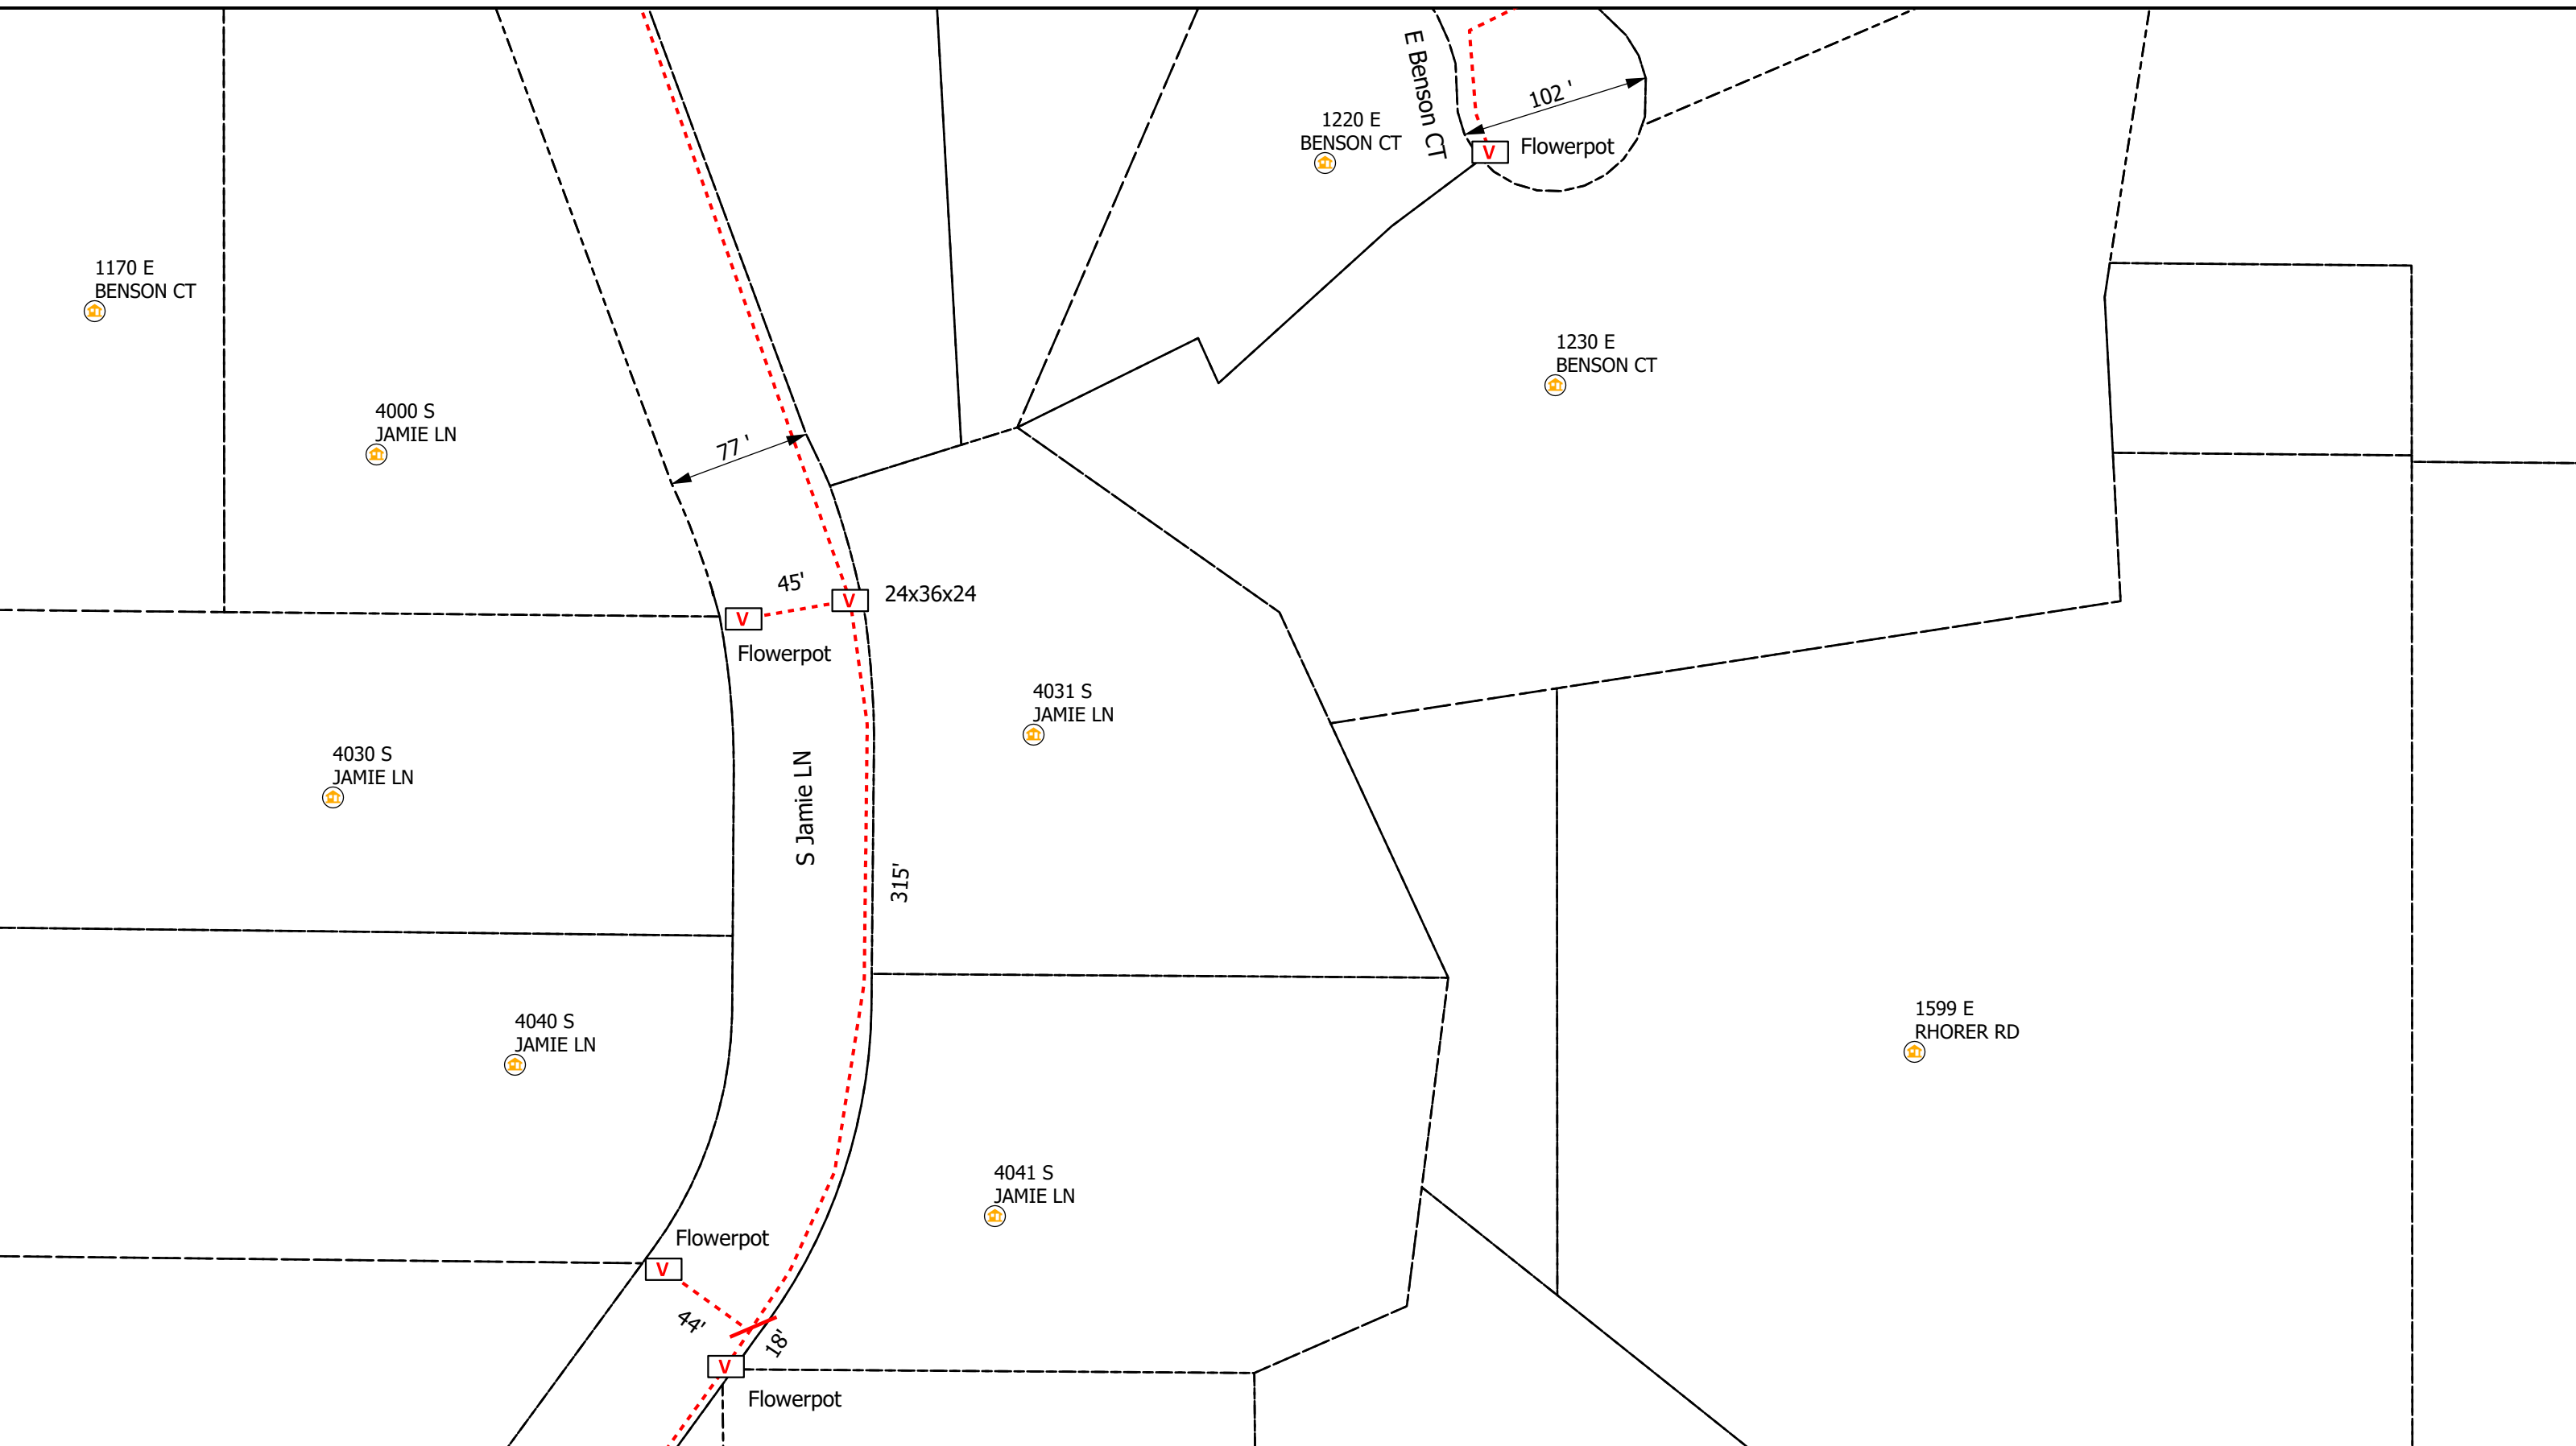 E Benson CT
102 '
1220 E
BENSON CT
V
Flowerpot
1170 E
BENSON CT
1230 E
BENSON CT
4000 S
JAMIE LN
77 '
45'
V
24x36x24
V
Flowerpot
4031 S
JAMIE LN
4030 S
JAMIE LN
S Jamie LN
315'
4040 S
JAMIE LN
1599 E
RHORER RD
4041 S
JAMIE LN
Flowerpot
V
44'
18'
V
Flowerpot